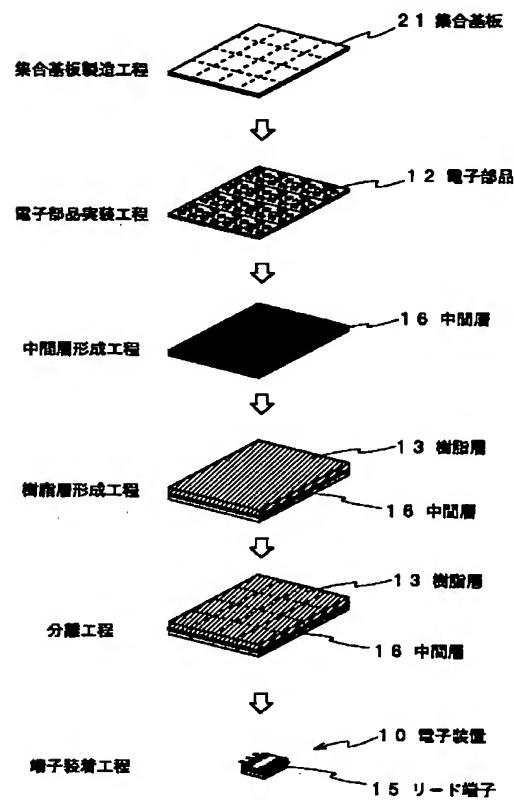 21 集合基板
集合基板製造工程
12 電子部品
電子部品実装工程
16 中間層
中間層形成工程
13 樹脂層
樹脂層形成工程
16 中間層
13 樹脂層
分離工程
16 中間層
10 電子装置
端子装着工程
15 リード端子